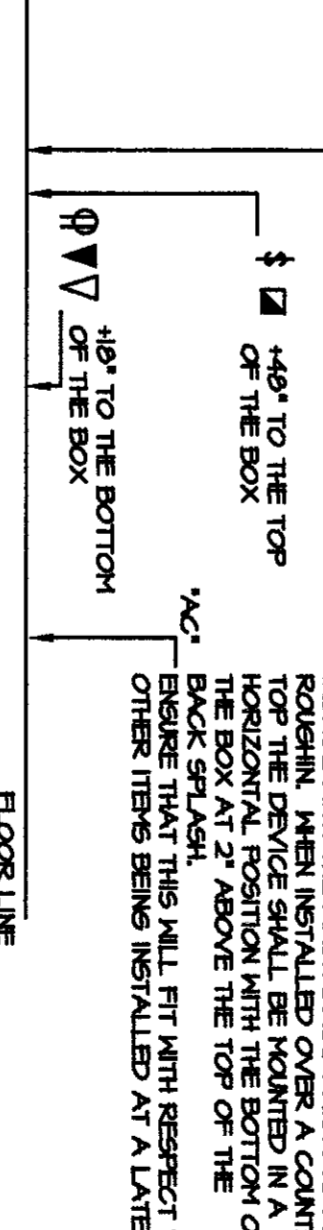 $ +48" TO THE TOP
OF THE BOX
+18" TO THE BOTTOM
OF THE BOX
"AC"
ROUGHIN. WHEN INSTALLED OVER A COUNT
TOP THE DEVICE SHALL BE MOUNTED IN A
HORIZONTAL POSITION WITH THE BOTTOM O
THE BOX AT 2" ABOVE THE TOP OF THE
BACK SPLASH.
ENSURE THAT THIS WILL FIT WITH RESPECT
OTHER ITEMS BEING INSTALLED AT A LATE
FLOOR LINE